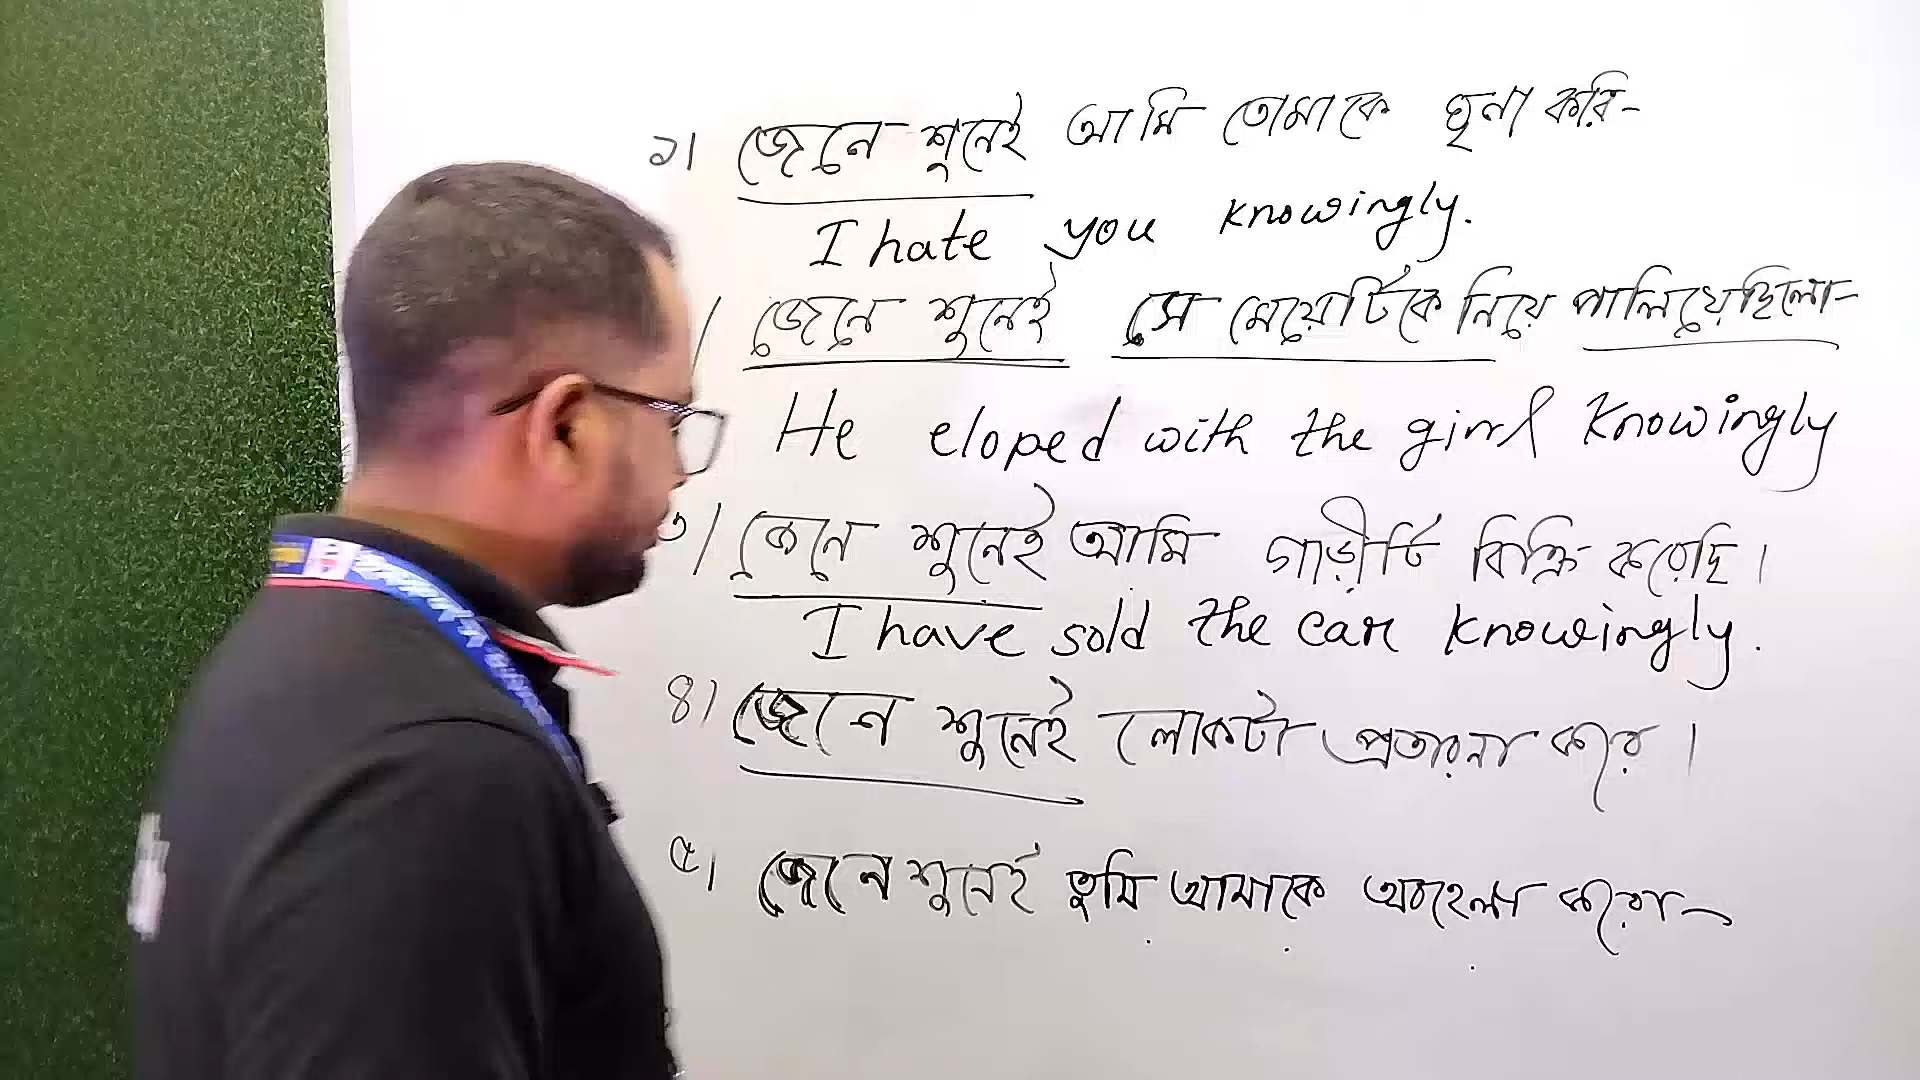 ১। জেনে শুনেই আমি তোমাকে ঘৃনা করি-
I hate you knowingly.
জেনে শুনেই সে মেয়েটিকে নিয়ে পালিয়েছিলো-
He eloped with the girl knowingly
৩। জেনে শুনেই আমি গাড়ীটি বিক্রি করেছি।
I have sold the car knowingly.
৪) জেনে শুনেই লোকটা প্রতারনা করে।
৫। জেনে শুনেই তুমি আমাকে অবহেলা করো-